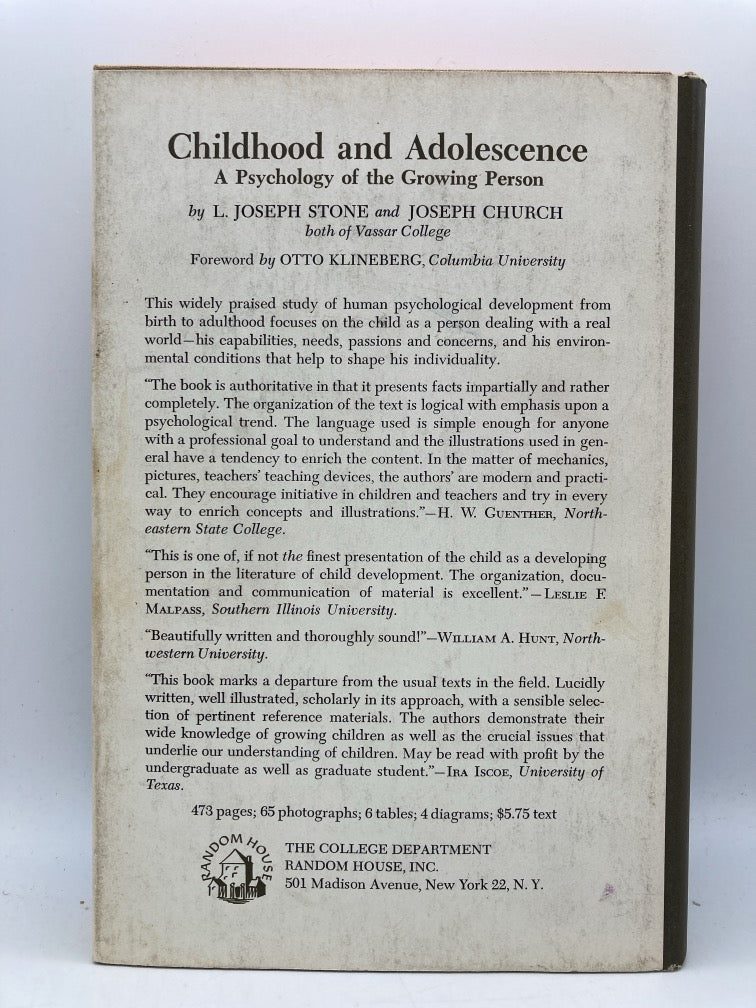 Childhood and Adolescence
A Psychology of the Growing Person
by L. JOSEPH STONE and JOSEPH CHURCH
both of Vassar College
Foreword by OTTO KLINEBERG, Columbia University
This widely praised study of human psychological development from
birth to adulthood focuses on the child as a person dealing with a real
world—his capabilities, needs, passions and concerns, and his environ-
mental conditions that help to shape his individuality.
“The book is authoritative in that it presents facts impartially and rather
completely. The organization of the text is logical with emphasis upon a
psychological trend. The language used is simple enough for anyone
with a professional goal to understand and the illustrations used in gen-
eral have a tendency to enrich the content. In the matter of mechanics,
pictures, teachers’ teaching devices, the authors’ are modern and practi-
cal. They encourage initiative in children and teachers and try in every
way to enrich concepts and illustrations.”—H. W. GUENTHER, North-
eastern State College.
“This is one of, if not the finest presentation of the child as a developing
person in the literature of child development. The organization, docu-
mentation and communication of material is excellent.”—LESLIE F.
MALPASS, Southern Illinois University.
“Beautifully written and thoroughly sound!”—WILLIAM A. HUNT, North-
western University.
“This book marks a departure from the usual texts in the field. Lucidly
written, well illustrated, scholarly in its approach, with a sensible selec-
tion of pertinent reference materials. The authors demonstrate their
wide knowledge of growing children as well as the crucial issues that
underlie our understanding of children. May be read with profit by the
undergraduate as well as graduate student.”—IRA ISCOE, University of
Texas.
473 pages; 65 photographs; 6 tables; 4 diagrams; $5.75 text
RANDOM HOUSE
THE COLLEGE DEPARTMENT
RANDOM HOUSE, INC.
501 Madison Avenue, New York 22, N. Y.